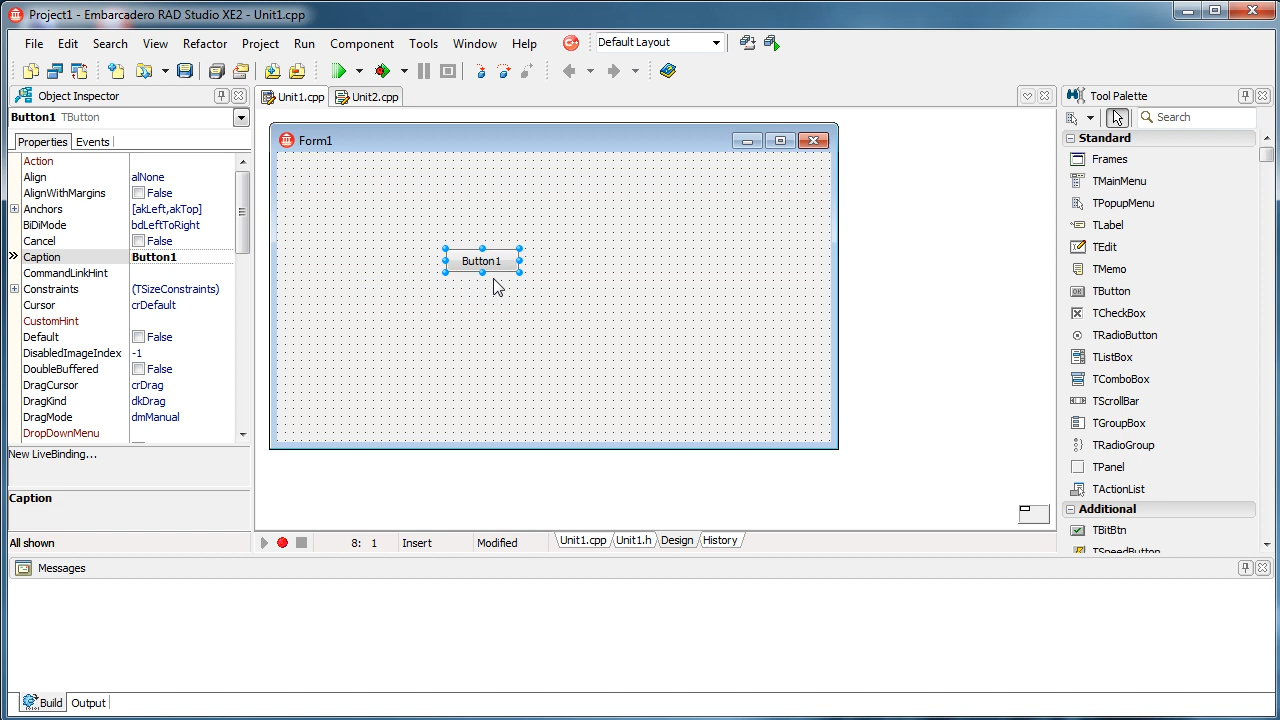 Project1 - Embarcadero RAD Studio XE2 - Unit1.cpp
File Edit Search View Refactor Project Run Component Tools Window Help Default Layout
Object Inspector
Unit1.cpp Unit2.cpp
Tool Palette
Button1 TButton
Search
Properties Events
Form1
Standard
Action
Frames
Align alNone
TMainMenu
AlignWithMargins False
TPopupMenu
Anchors [akLeft,akTop]
BiDiMode bdLeftToRight
TLabel
Cancel False
TEdit
Caption Button1
Button1
CommandLinkHint
TMemo
Constraints (TSizeConstraints)
TButton
Cursor crDefault
TCheckBox
CustomHint
Default False
TRadioButton
DisabledImageIndex -1
TListBox
DoubleBuffered False
TComboBox
DragCursor crDrag
DragKind dkDrag
TScrollBar
DragMode dmManual
TGroupBox
DropDownMenu
TRadioGroup
New LiveBinding...
TPanel
TActionList
Caption
Additional
TBitBtn
All shown
8: 1 Insert Modified Unit1.cpp Unit1.h Design History
TSpeedButton
Messages
Build Output